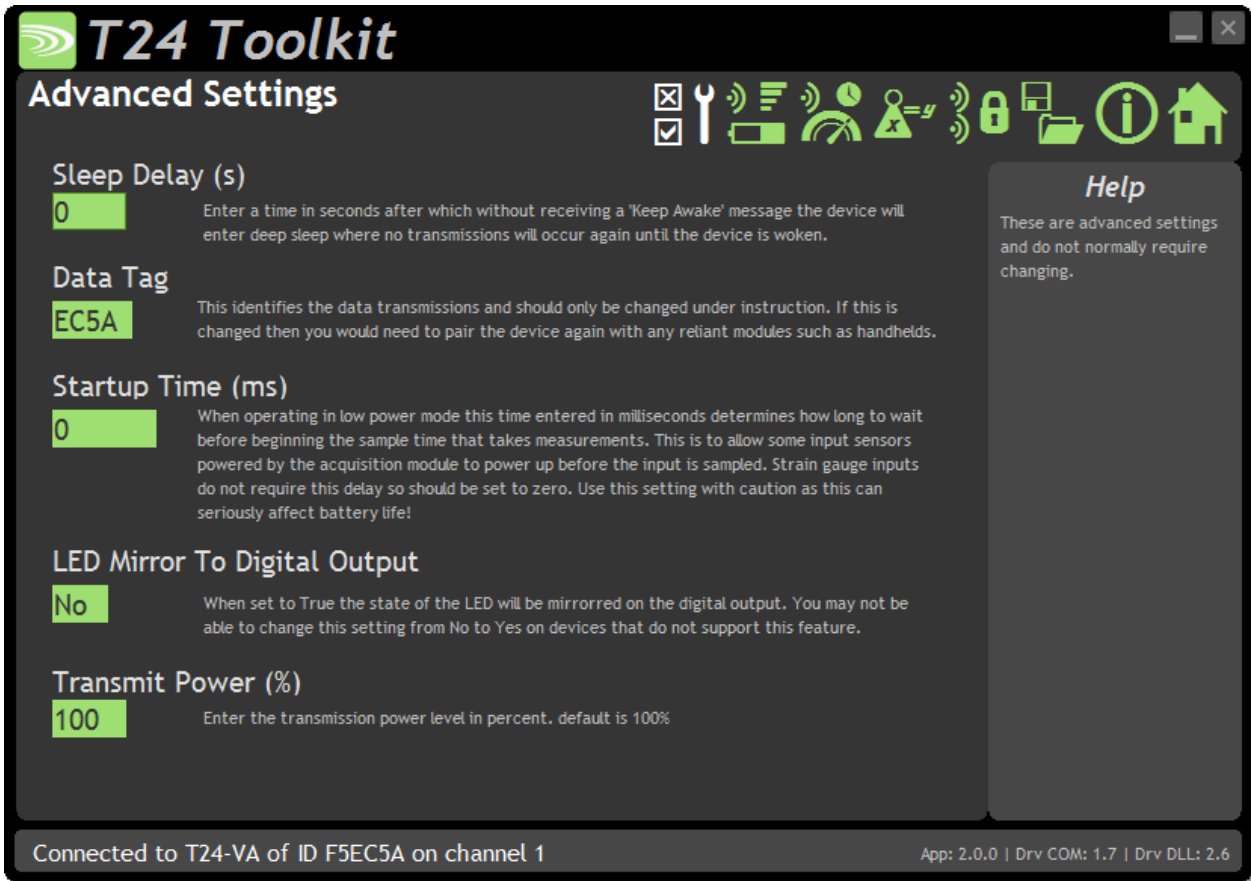 T24 Toolkit
Advanced Settings
x=y
Sleep Delay (s)
0
Enter a time in seconds after which without receiving a 'Keep Awake' message the device will
enter deep sleep where no transmissions will occur again until the device is woken.
Data Tag
EC5A
This identifies the data transmissions and should only be changed under instruction. If this is
changed then you would need to pair the device again with any reliant modules such as handhelds.
Startup Time (ms)
0
When operating in low power mode this time entered in milliseconds determines how long to wait
before beginning the sample time that takes measurements. This is to allow some input sensors
powered by the acquisition module to power up before the input is sampled. Strain gauge inputs
do not require this delay so should be set to zero. Use this setting with caution as this can
seriously affect battery life!
LED Mirror To Digital Output
No
When set to True the state of the LED will be mirrorred on the digital output. You may not be
able to change this setting from No to Yes on devices that do not support this feature.
Transmit Power (%)
100
Enter the transmission power level in percent. default is 100%
Help
These are advanced settings
and do not normally require
changing.
Connected to T24-VA of ID F5EC5A on channel 1
App: 2.0.0 | Drv COM: 1.7 | Drv DLL: 2.6